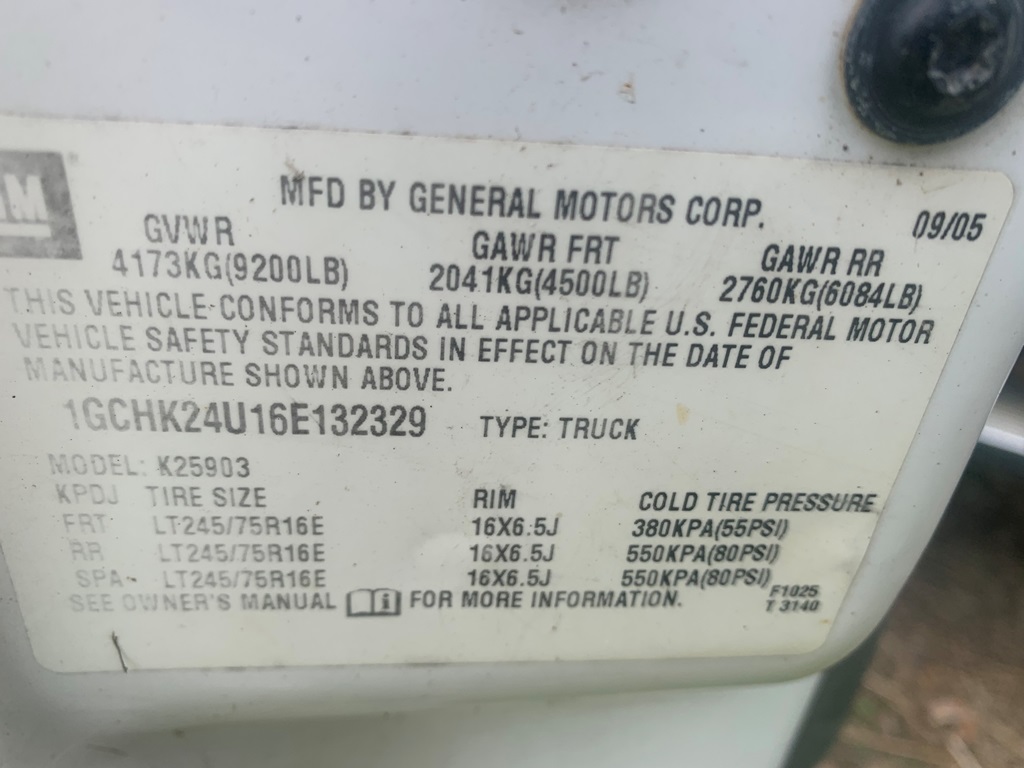 GM
MFD BY GENERAL MOTORS CORP. 09/05
GVWR GAWR FRT GAWR RR
4173KG(9200LB) 2041KG(4500LB) 2760KG(6084LB)
THIS VEHICLE CONFORMS TO ALL APPLICABLE U.S. FEDERAL MOTOR
VEHICLE SAFETY STANDARDS IN EFFECT ON THE DATE OF
MANUFACTURE SHOWN ABOVE.
1GCHK24U16E132329 TYPE: TRUCK
MODEL: K25903
KPDJ TIRE SIZE RIM COLD TIRE PRESSURE
FRT LT245/75R16E 16X6.5J 380KPA(55PSI)
RR LT245/75R16E 16X6.5J 550KPA(80PSI)
SPA LT245/75R16E 16X6.5J 550KPA(80PSI)
SEE OWNER'S MANUAL i FOR MORE INFORMATION. F1025
T 3140